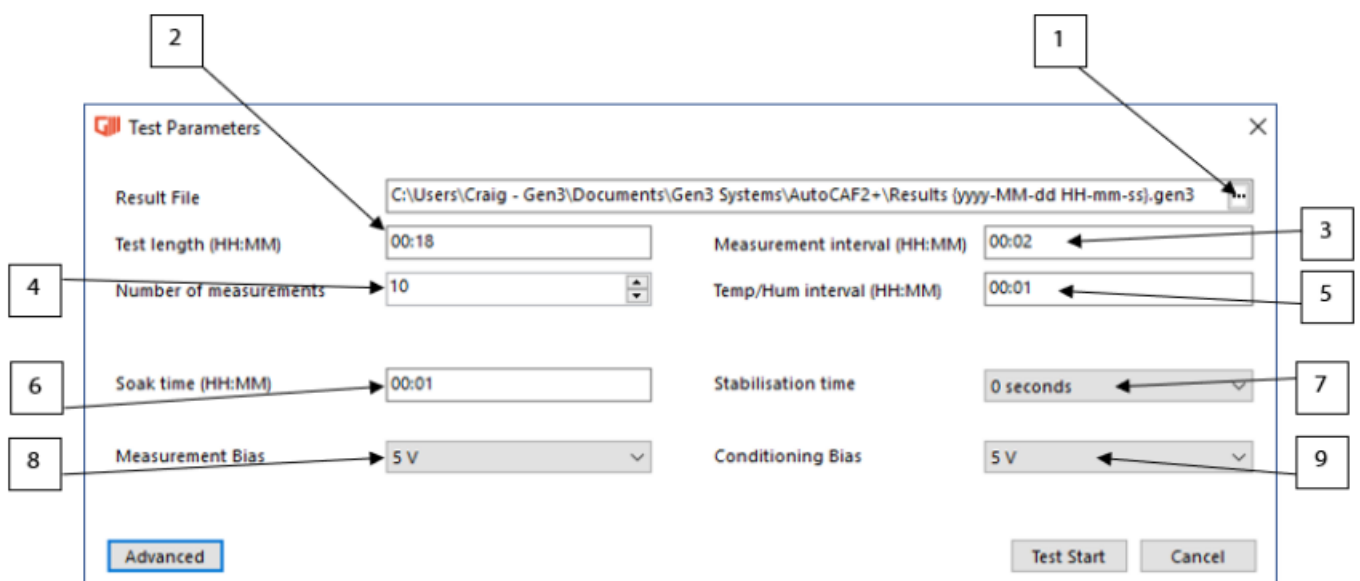 2
1
G||| Test Parameters
Result File C:\Users\Craig - Gen3\Documents\Gen3 Systems\AutoCAF2+\Results {yyyy-MM-dd HH-mm-ss}.gen3 ...
Test length (HH:MM) 00:18 Measurement interval (HH:MM) 00:02 3
4 Number of measurements 10 Temp/Hum interval (HH:MM) 00:01 5
6 Soak time (HH:MM) 00:01 Stabilisation time 0 seconds 7
8 Measurement Bias 5 V Conditioning Bias 5 V 9
Advanced Test Start Cancel